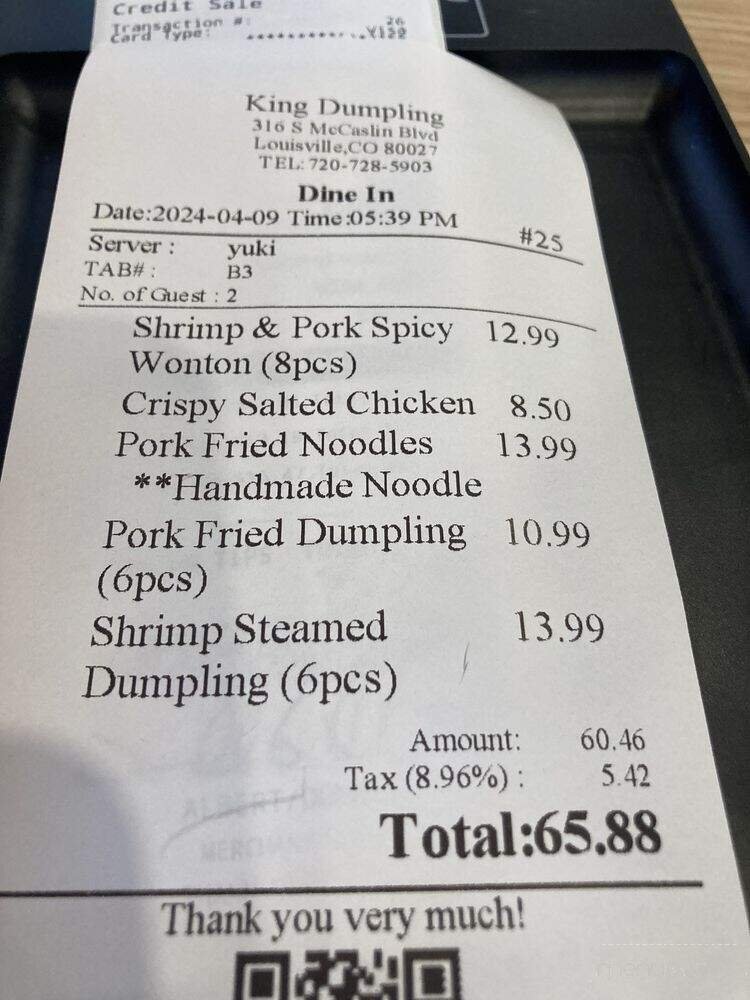 Credit Sale
Transaction #: 26
Card Type:
King Dumpling
316 S McCaslin Blvd
Louisville,CO 80027
TEL:720-728-5903
Dine In
Date:2024-04-09 Time:05:39 PM
#25
Server : yuki
TAB# : B3
No. of Guest : 2
Shrimp & Pork Spicy 12.99
Wonton (8pcs)
Crispy Salted Chicken 8.50
Pork Fried Noodles 13.99
**Handmade Noodle
Pork Fried Dumpling 10.99
(6pcs)
Shrimp Steamed 13.99
Dumpling (6pcs)
Amount: 60.46
Tax (8.96%) : 5.42
Total:65.88
Thank you very much!